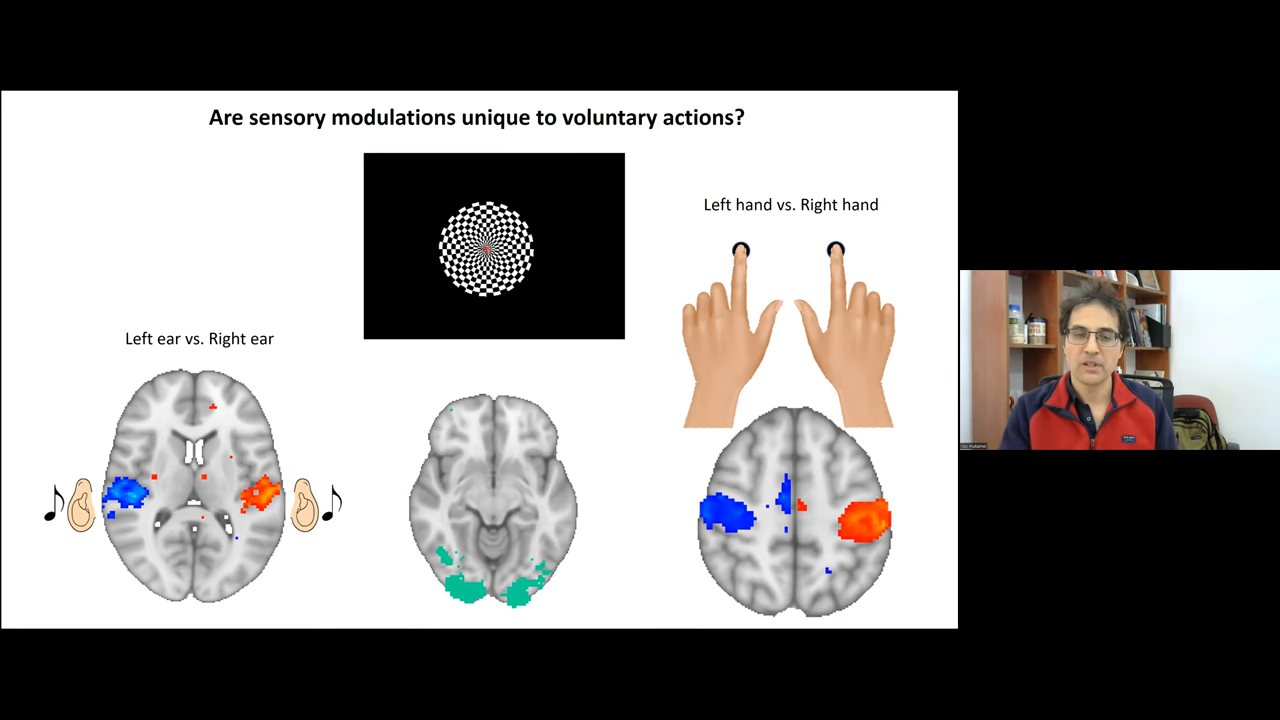 Are sensory modulations unique to voluntary actions?
Left hand vs. Right hand
Left ear vs. Right ear